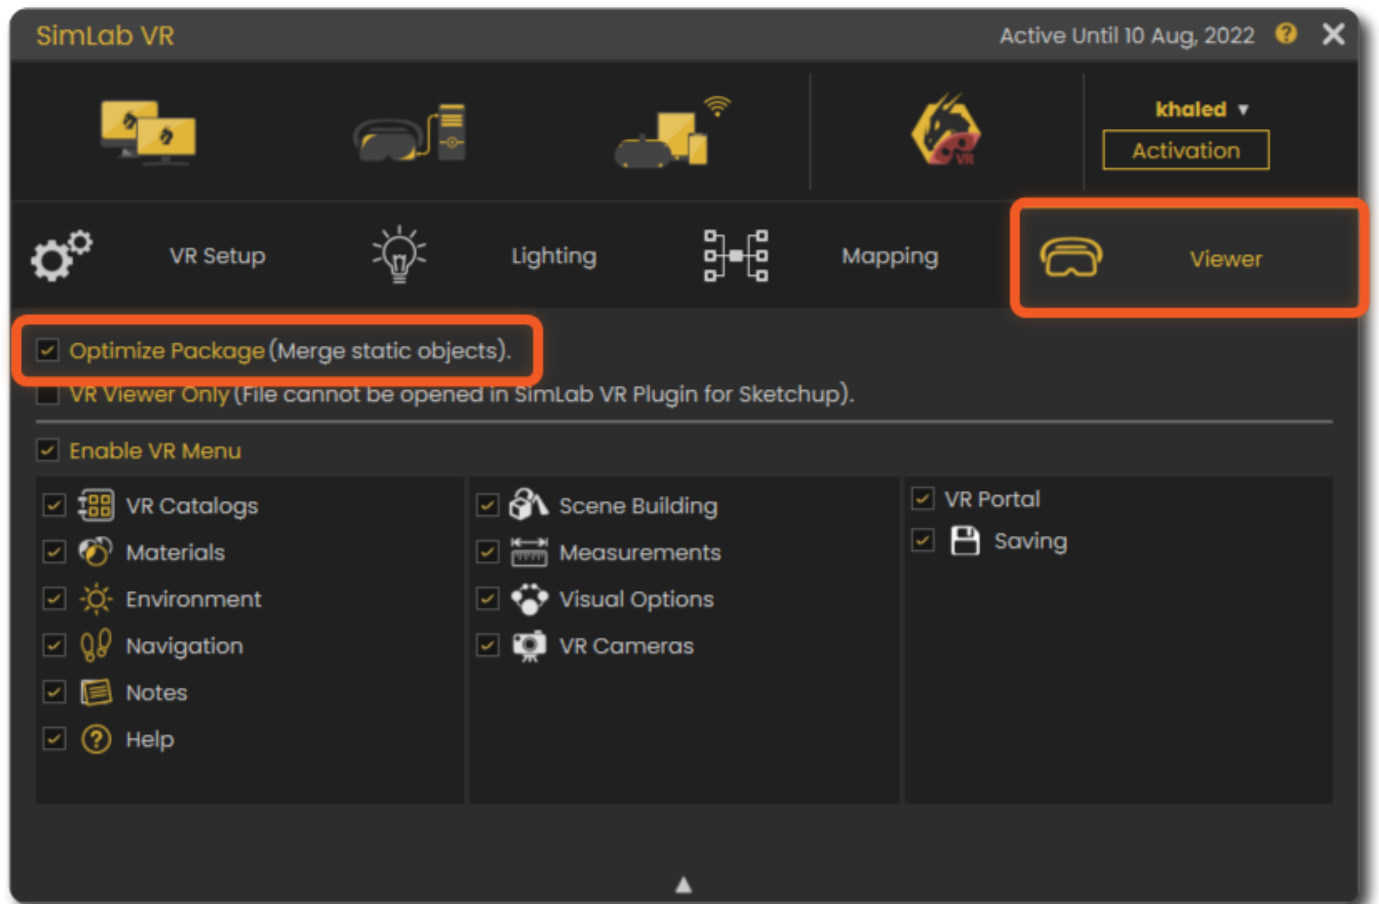 SimLab VR
Active Until 10 Aug, 2022 ?
khaled
VR
Activation
VR Setup
Lighting
Mapping
Viewer
Optimize Package (Merge static objects).
VR Viewer Only (File cannot be opened in SimLab VR Plugin for Sketchup).
Enable VR Menu
VR Catalogs
Materials
Environment
Navigation
Notes
? Help
Scene Building
Measurements
Visual Options
VR Cameras
VR Portal
Saving